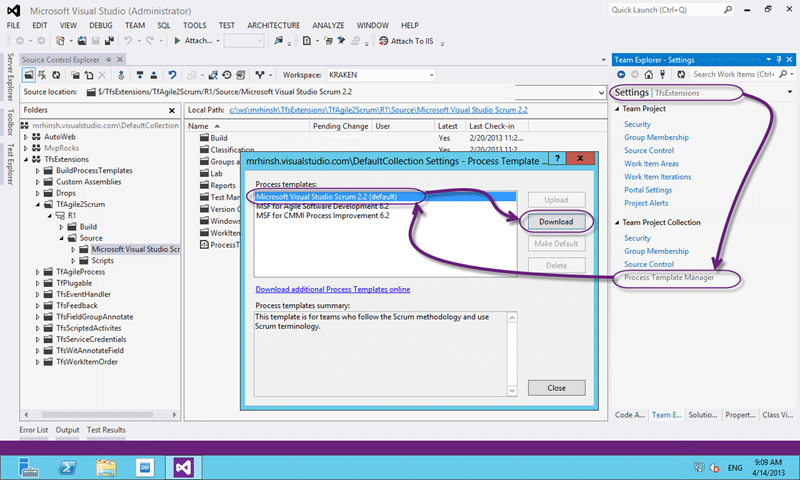 Microsoft Visual Studio (Administrator)
Quick Launch (Ctrl+Q)
FILE EDIT VIEW DEBUG TEAM SQL TOOLS TEST ARCHITECTURE ANALYZE WINDOW HELP
Attach...
Attach To IIS
Server Explorer
Toolbox
Test Explorer
Source Control Explorer
Workspace: KRAKEN
Source location: $/TfsExtensions/TfAgile2Scrum/R1/Source/Microsoft Visual Studio Scrum 2.2
Folders
mrhinsh.visualstudio.com\DefaultCollection
AutoWeb
MvpRocks
TfsExtensions
BuildProcessTemplates
Custom Assemblies
Drops
TfAgile2Scrum
R1
Build
Source
Microsoft Visual Studio Scr
Scripts
TfAgileProcess
TfPlugable
TfsEventHandler
TfsFeedback
TfsFieldGroupAnnotate
TfsScriptedActivites
TfsServiceCredentials
TfsWitAnnotateField
TfsWorkItemOrder
Local Path: c:\ws\mrhinsh\TfsExtensions\TfAgile2Scrum\R1\Source\Microsoft Visual Studio Scrum 2.2
Name Pending Change User Latest Last Check-in
Build Yes 2/20/2013 11:2...
Classification Yes 2/20/2013 11:2...
Groups a
Lab
Reports
Test Man
Version C
Windows
WorkItem
ProcessT
mrhinsh.visualstudio.com\DefaultCollection Settings - Process Template ...
Process templates:
Microsoft Visual Studio Scrum 2.2 (default)
MSF for Agile Software Development 6.2
MSF for CMMI Process Improvement 6.2
Upload
Download
Make Default
Delete
Download additional Process Templates online
Process templates summary:
This template is for teams who follow the Scrum methodology and use
Scrum terminology.
Close
Team Explorer - Settings
Search Work Items (Ctrl+
Settings | TfsExtensions
Team Project
Security
Group Membership
Source Control
Work Item Areas
Work Item Iterations
Portal Settings
Project Alerts
Team Project Collection
Security
Group Membership
Source Control
Process Template Manager
Code A... Team E... Solutio... Propert... Class Vi...
Error List Output Test Results
ENG
9:09 AM
4/14/2013